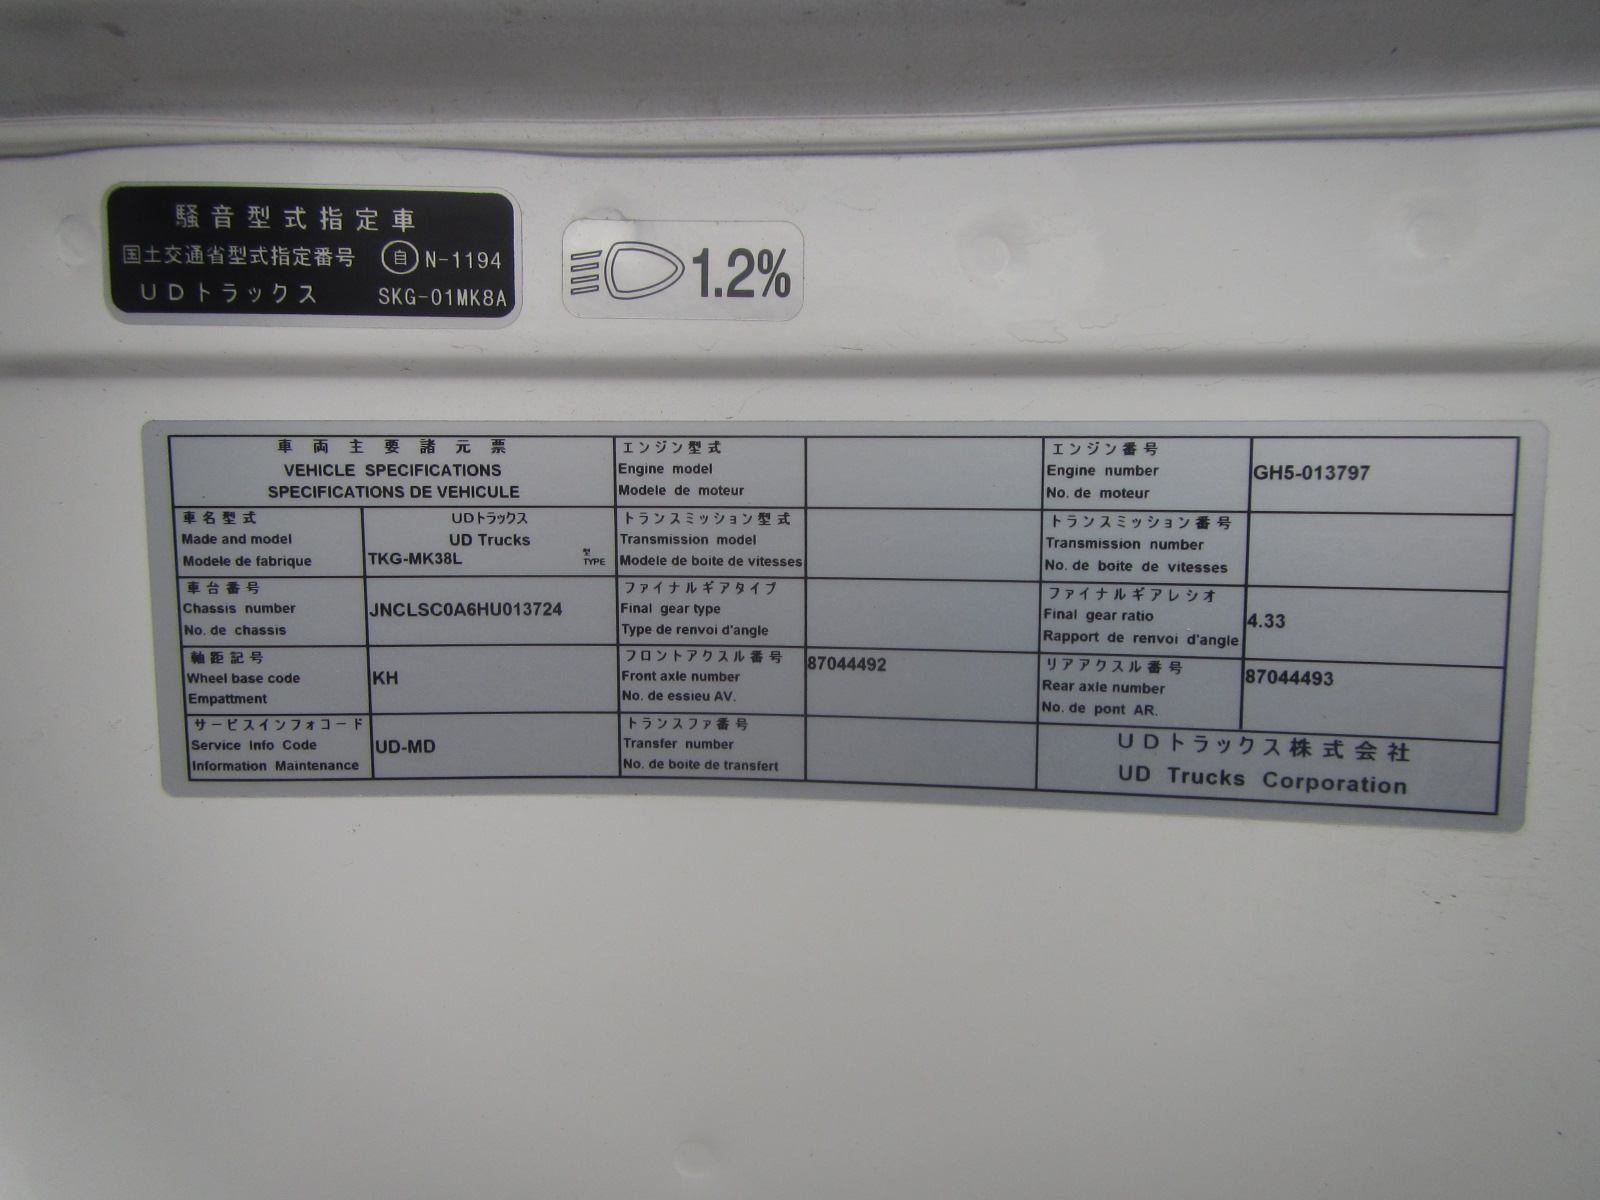 騒音型式指定車
国土交通省型式指定番号 自 N-1194
UDトラックス SKG-01MK8A
1.2%
車両主要諸元票
VEHICLE SPECIFICATIONS
SPECIFICATIONS DE VEHICULE
エンジン型式
Engine model
Modele de moteur
エンジン番号
Engine number
No. de moteur
GH5-013797
車名型式
Made and model
Modele de fabrique
UDトラックス
UD Trucks
TKG-MK38L
型
TYPE
トランスミッション型式
Transmission model
Modele de boite de vitesses
トランスミッション番号
Transmission number
No. de boite de vitesses
車台番号
Chassis number
No. de chassis
JNCLSC0A6HU013724
ファイナルギアタイプ
Final gear type
Type de renvoi d'angle
ファイナルギアレシオ
Final gear ratio
Rapport de renvoi d'angle
4.33
軸距記号
Wheel base code
Empattment
KH
フロントアクスル番号
Front axle number
No. de essieu AV.
87044492
リアアクスル番号
Rear axle number
No. de pont AR.
87044493
サービスインフォコード
Service Info Code
Information Maintenance
UD-MD
トランスファ番号
Transfer number
No. de boite de transfert
UDトラックス株式会社
UD Trucks Corporation